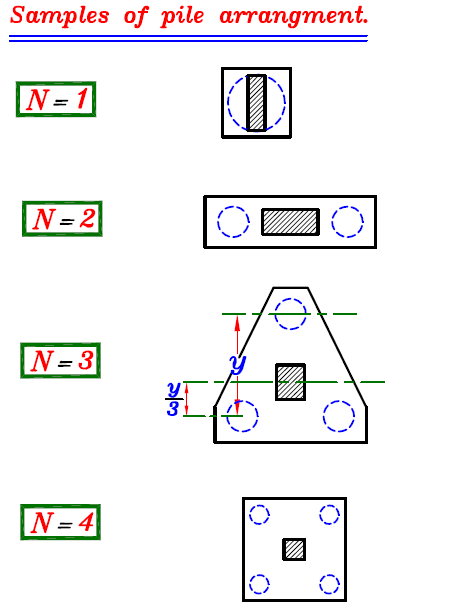 Samples of pile arrangment.
N = 1
N = 2
N = 3
y
y
3
N = 4